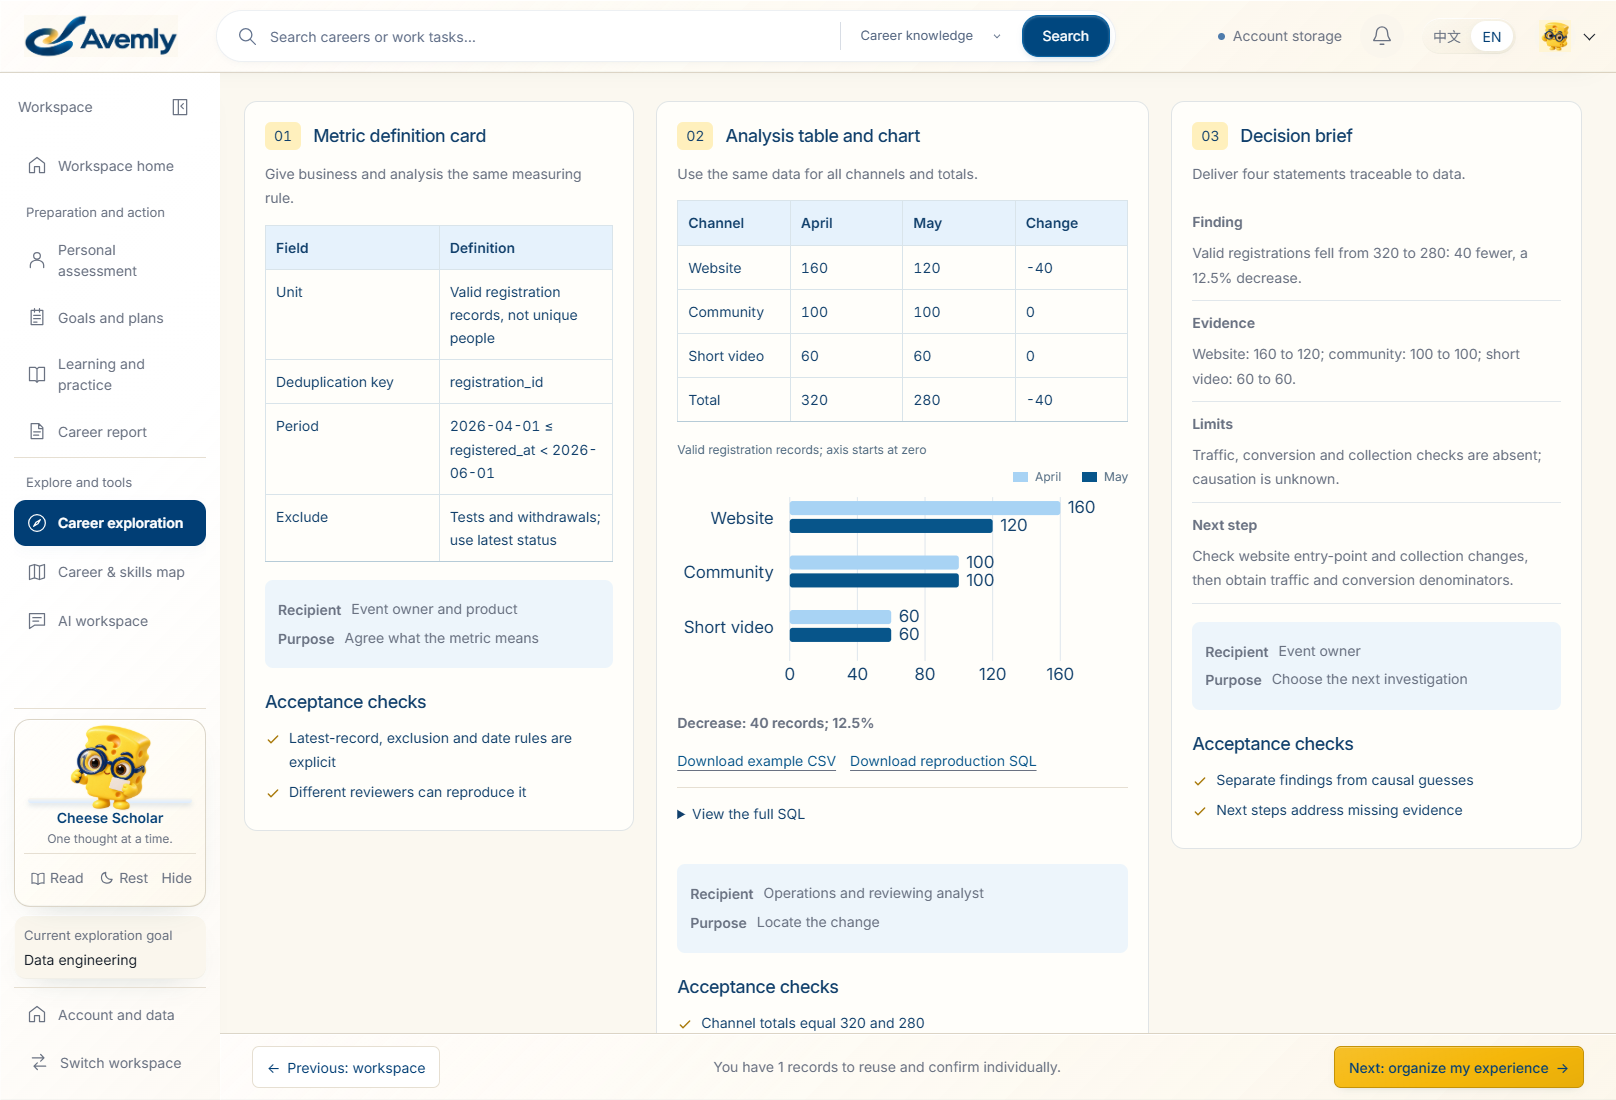 Avemly
Search careers or work tasks...
Career knowledge
Search
Account storage
中文
EN
Workspace
Workspace home
Preparation and action
Personal
assessment
Goals and plans
Learning and
practice
Career report
Explore and tools
Career exploration
Career & skills map
AI workspace
Cheese Scholar
One thought at a time.
Read
Rest
Hide
Current exploration goal
Data engineering
Account and data
Switch workspace
01 Metric definition card
Give business and analysis the same measuring
rule.
Field Definition
Unit Valid registration
records, not unique
people
Deduplication key registration_id
Period 2026-04-01 ≤
registered_at < 2026-
06-01
Exclude Tests and withdrawals;
use latest status
Recipient Event owner and product
Purpose Agree what the metric means
Acceptance checks
Latest-record, exclusion and date rules are
explicit
Different reviewers can reproduce it
02 Analysis table and chart
Use the same data for all channels and totals.
Channel April May Change
Website 160 120 -40
Community 100 100 0
Short video 60 60 0
Total 320 280 -40
Valid registration records; axis starts at zero
April May
Website 160
120
Community 100
100
Short video 60
60
0 40 80 120 160
Decrease: 40 records; 12.5%
Download example CSV Download reproduction SQL
View the full SQL
Recipient Operations and reviewing analyst
Purpose Locate the change
Acceptance checks
Channel totals equal 320 and 280
03 Decision brief
Deliver four statements traceable to data.
Finding
Valid registrations fell from 320 to 280: 40 fewer, a
12.5% decrease.
Evidence
Website: 160 to 120; community: 100 to 100; short
video: 60 to 60.
Limits
Traffic, conversion and collection checks are absent;
causation is unknown.
Next step
Check website entry-point and collection changes,
then obtain traffic and conversion denominators.
Recipient Event owner
Purpose Choose the next investigation
Acceptance checks
Separate findings from causal guesses
Next steps address missing evidence
← Previous: workspace
You have 1 records to reuse and confirm individually.
Next: organize my experience →